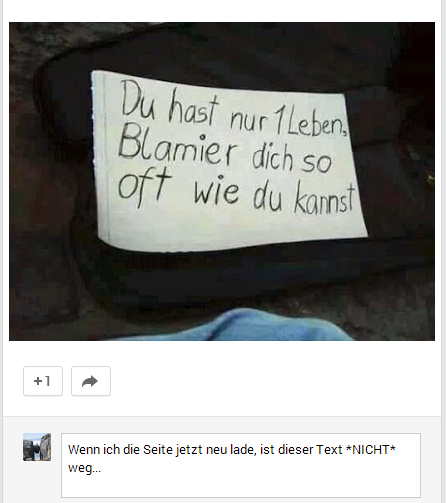 Du hast nur 1 Leben,
Blamier dich so
oft wie du kannst
+1
Wenn ich die Seite jetzt neu lade, ist dieser Text *NICHT*
weg...